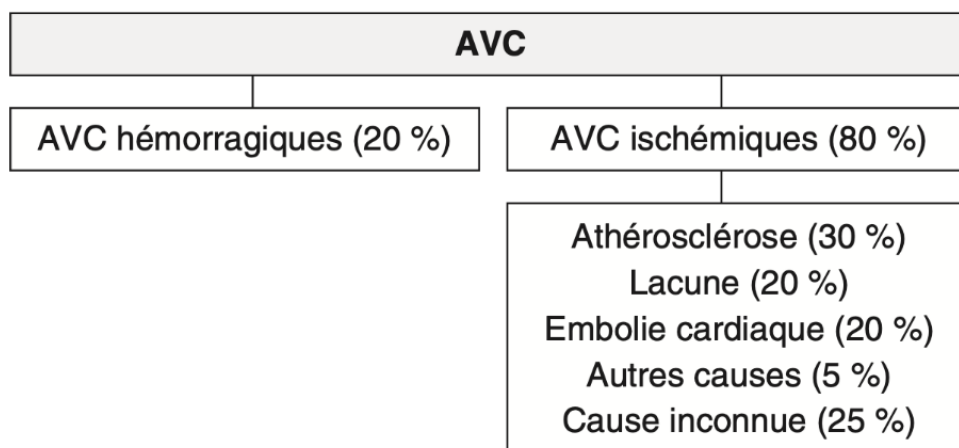 AVC
AVC hémorragiques (20 %)
AVC ischémiques (80 %)
Athérosclérose (30 %)
Lacune (20 %)
Embolie cardiaque (20 %)
Autres causes (5 %)
Cause inconnue (25 %)